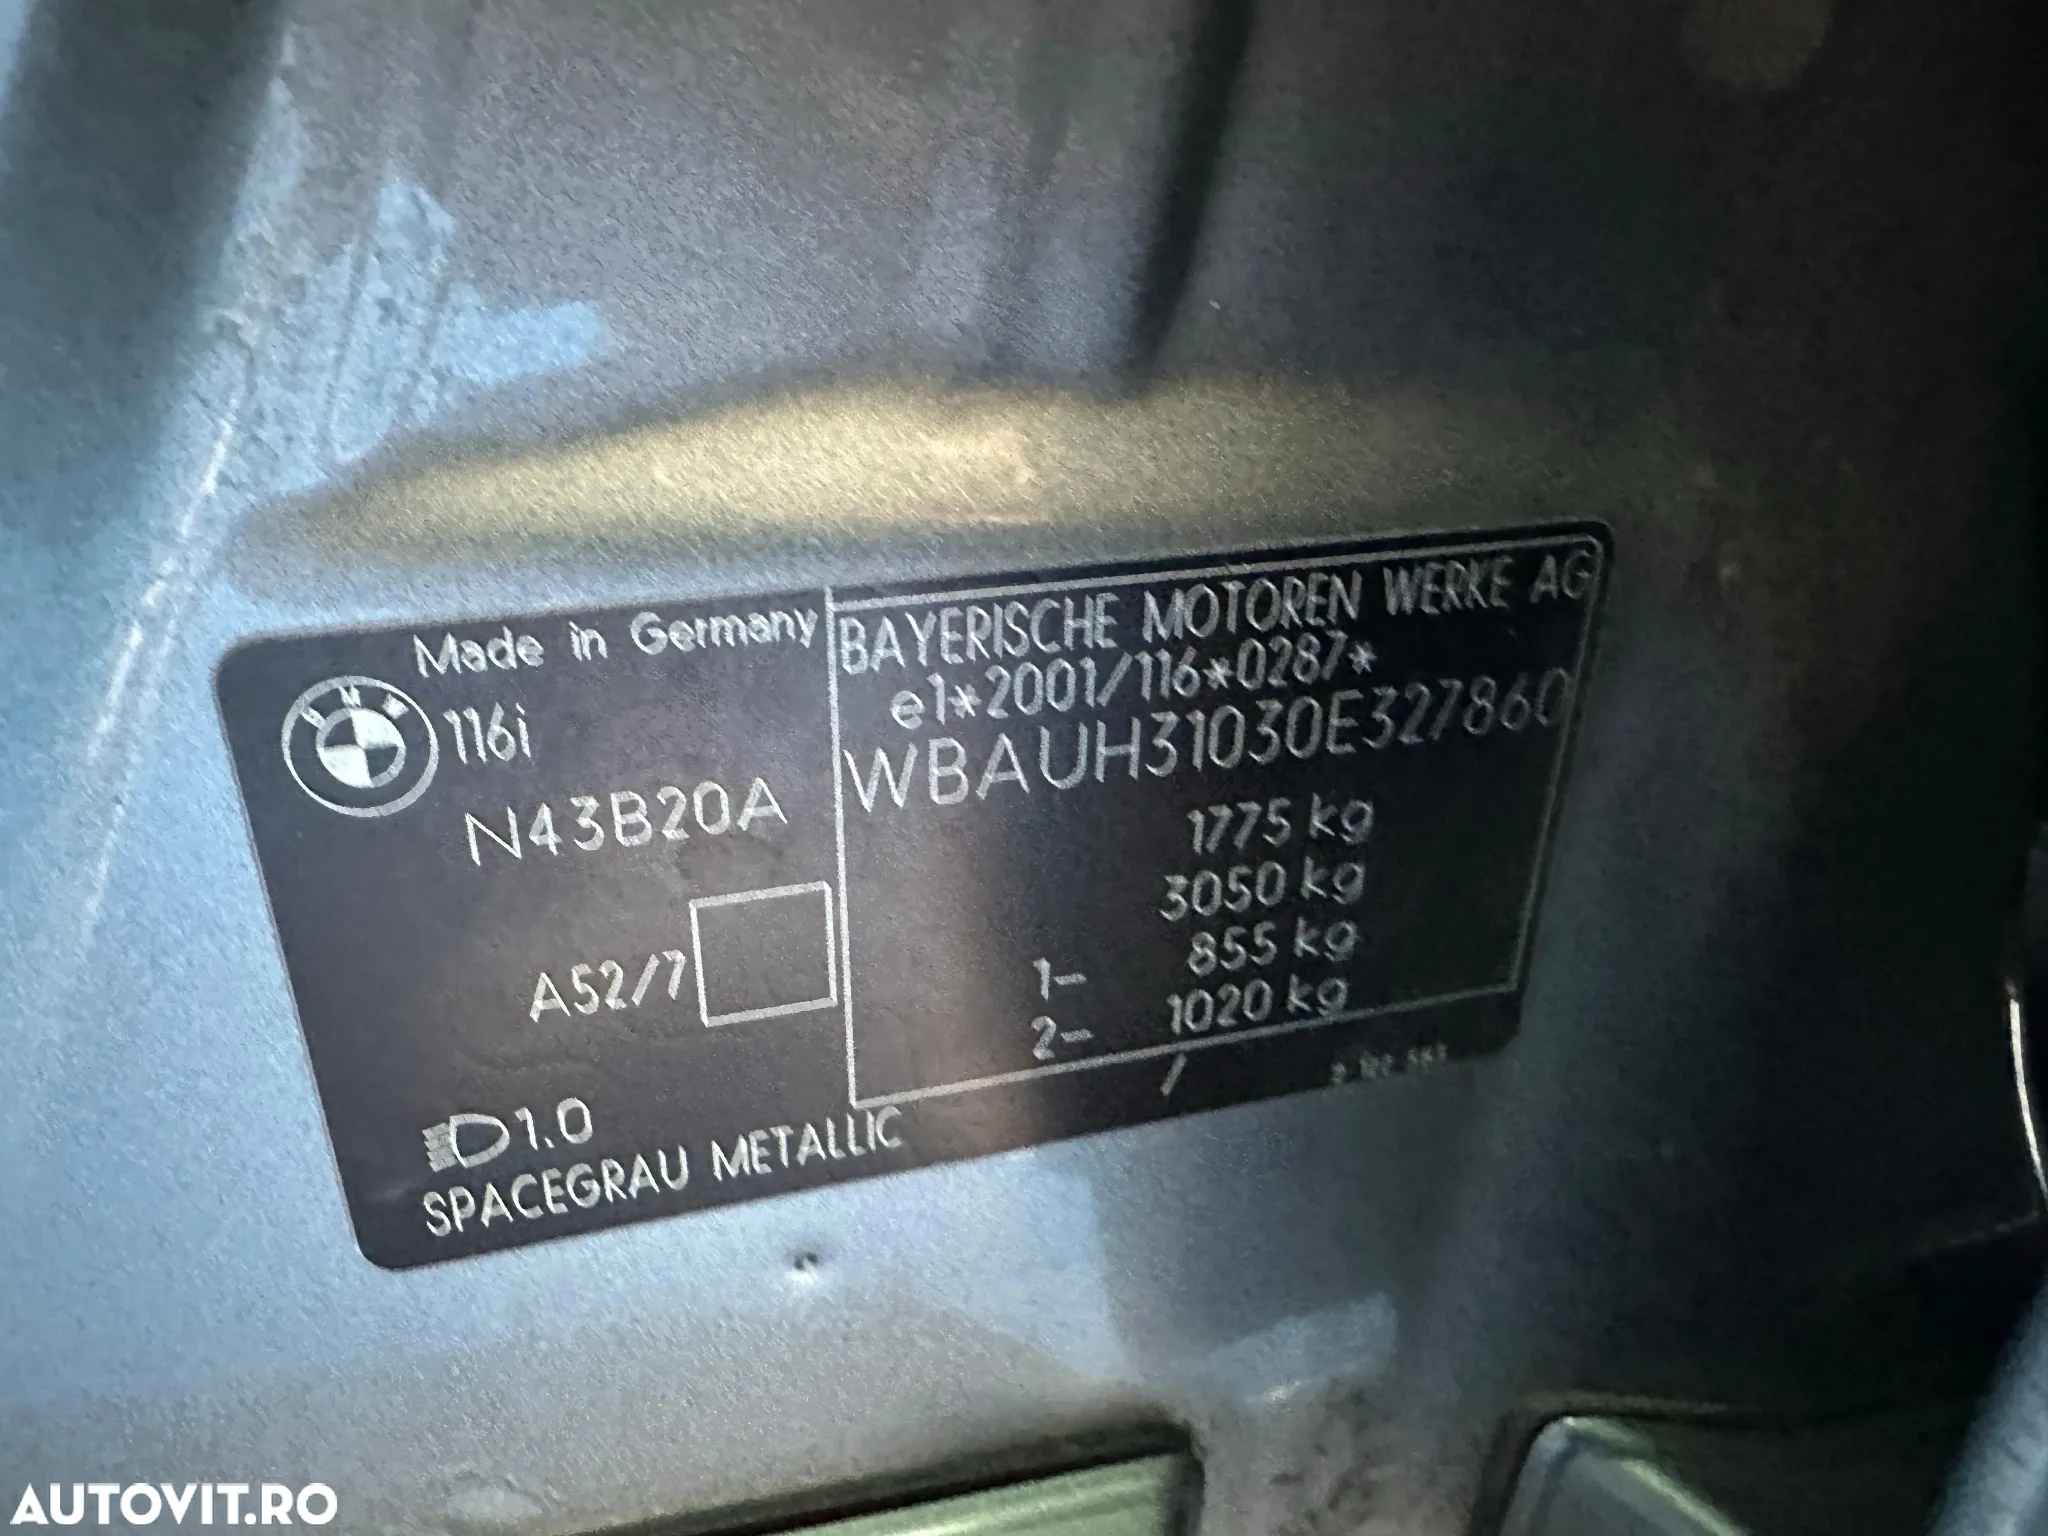 Made in Germany
BMW
116i
N43B20A
A52/7
1.0
SPACEGRAU METALLIC
BAYERISCHE MOTOREN WERKE AG
e1*2001/116*0287*
WBAUH31030E327860
1775 kg
3050 kg
1- 855 kg
2- 1020 kg
/
AUTOVIT.RO